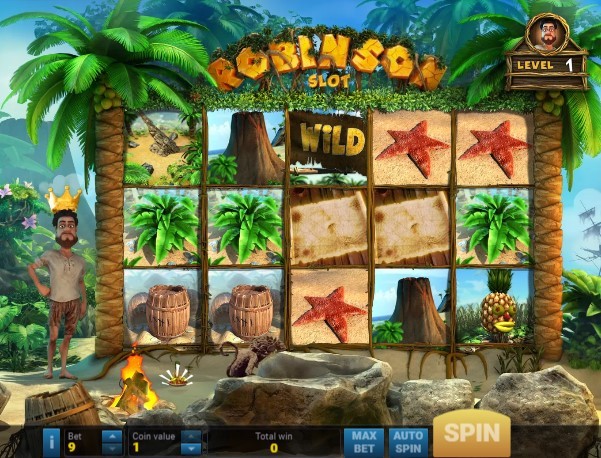 ROBINSON
SLOT
LEVEL 1
WILD
i
Bet
9
Coin value
1
Total win
0
MAX
BET
AUTO
SPIN
SPIN